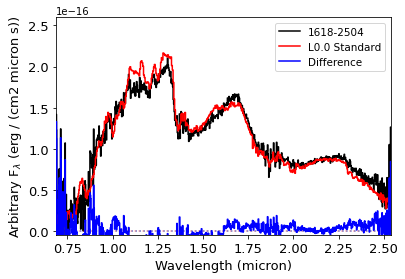 1e−16
1618-2504
L0.0 Standard
Difference
Arbitrary Fλ (erg / (cm2 micron s))
2.5
2.0
1.5
1.0
0.5
0.0
0.75 1.00 1.25 1.50 1.75 2.00 2.25 2.50
Wavelength (micron)